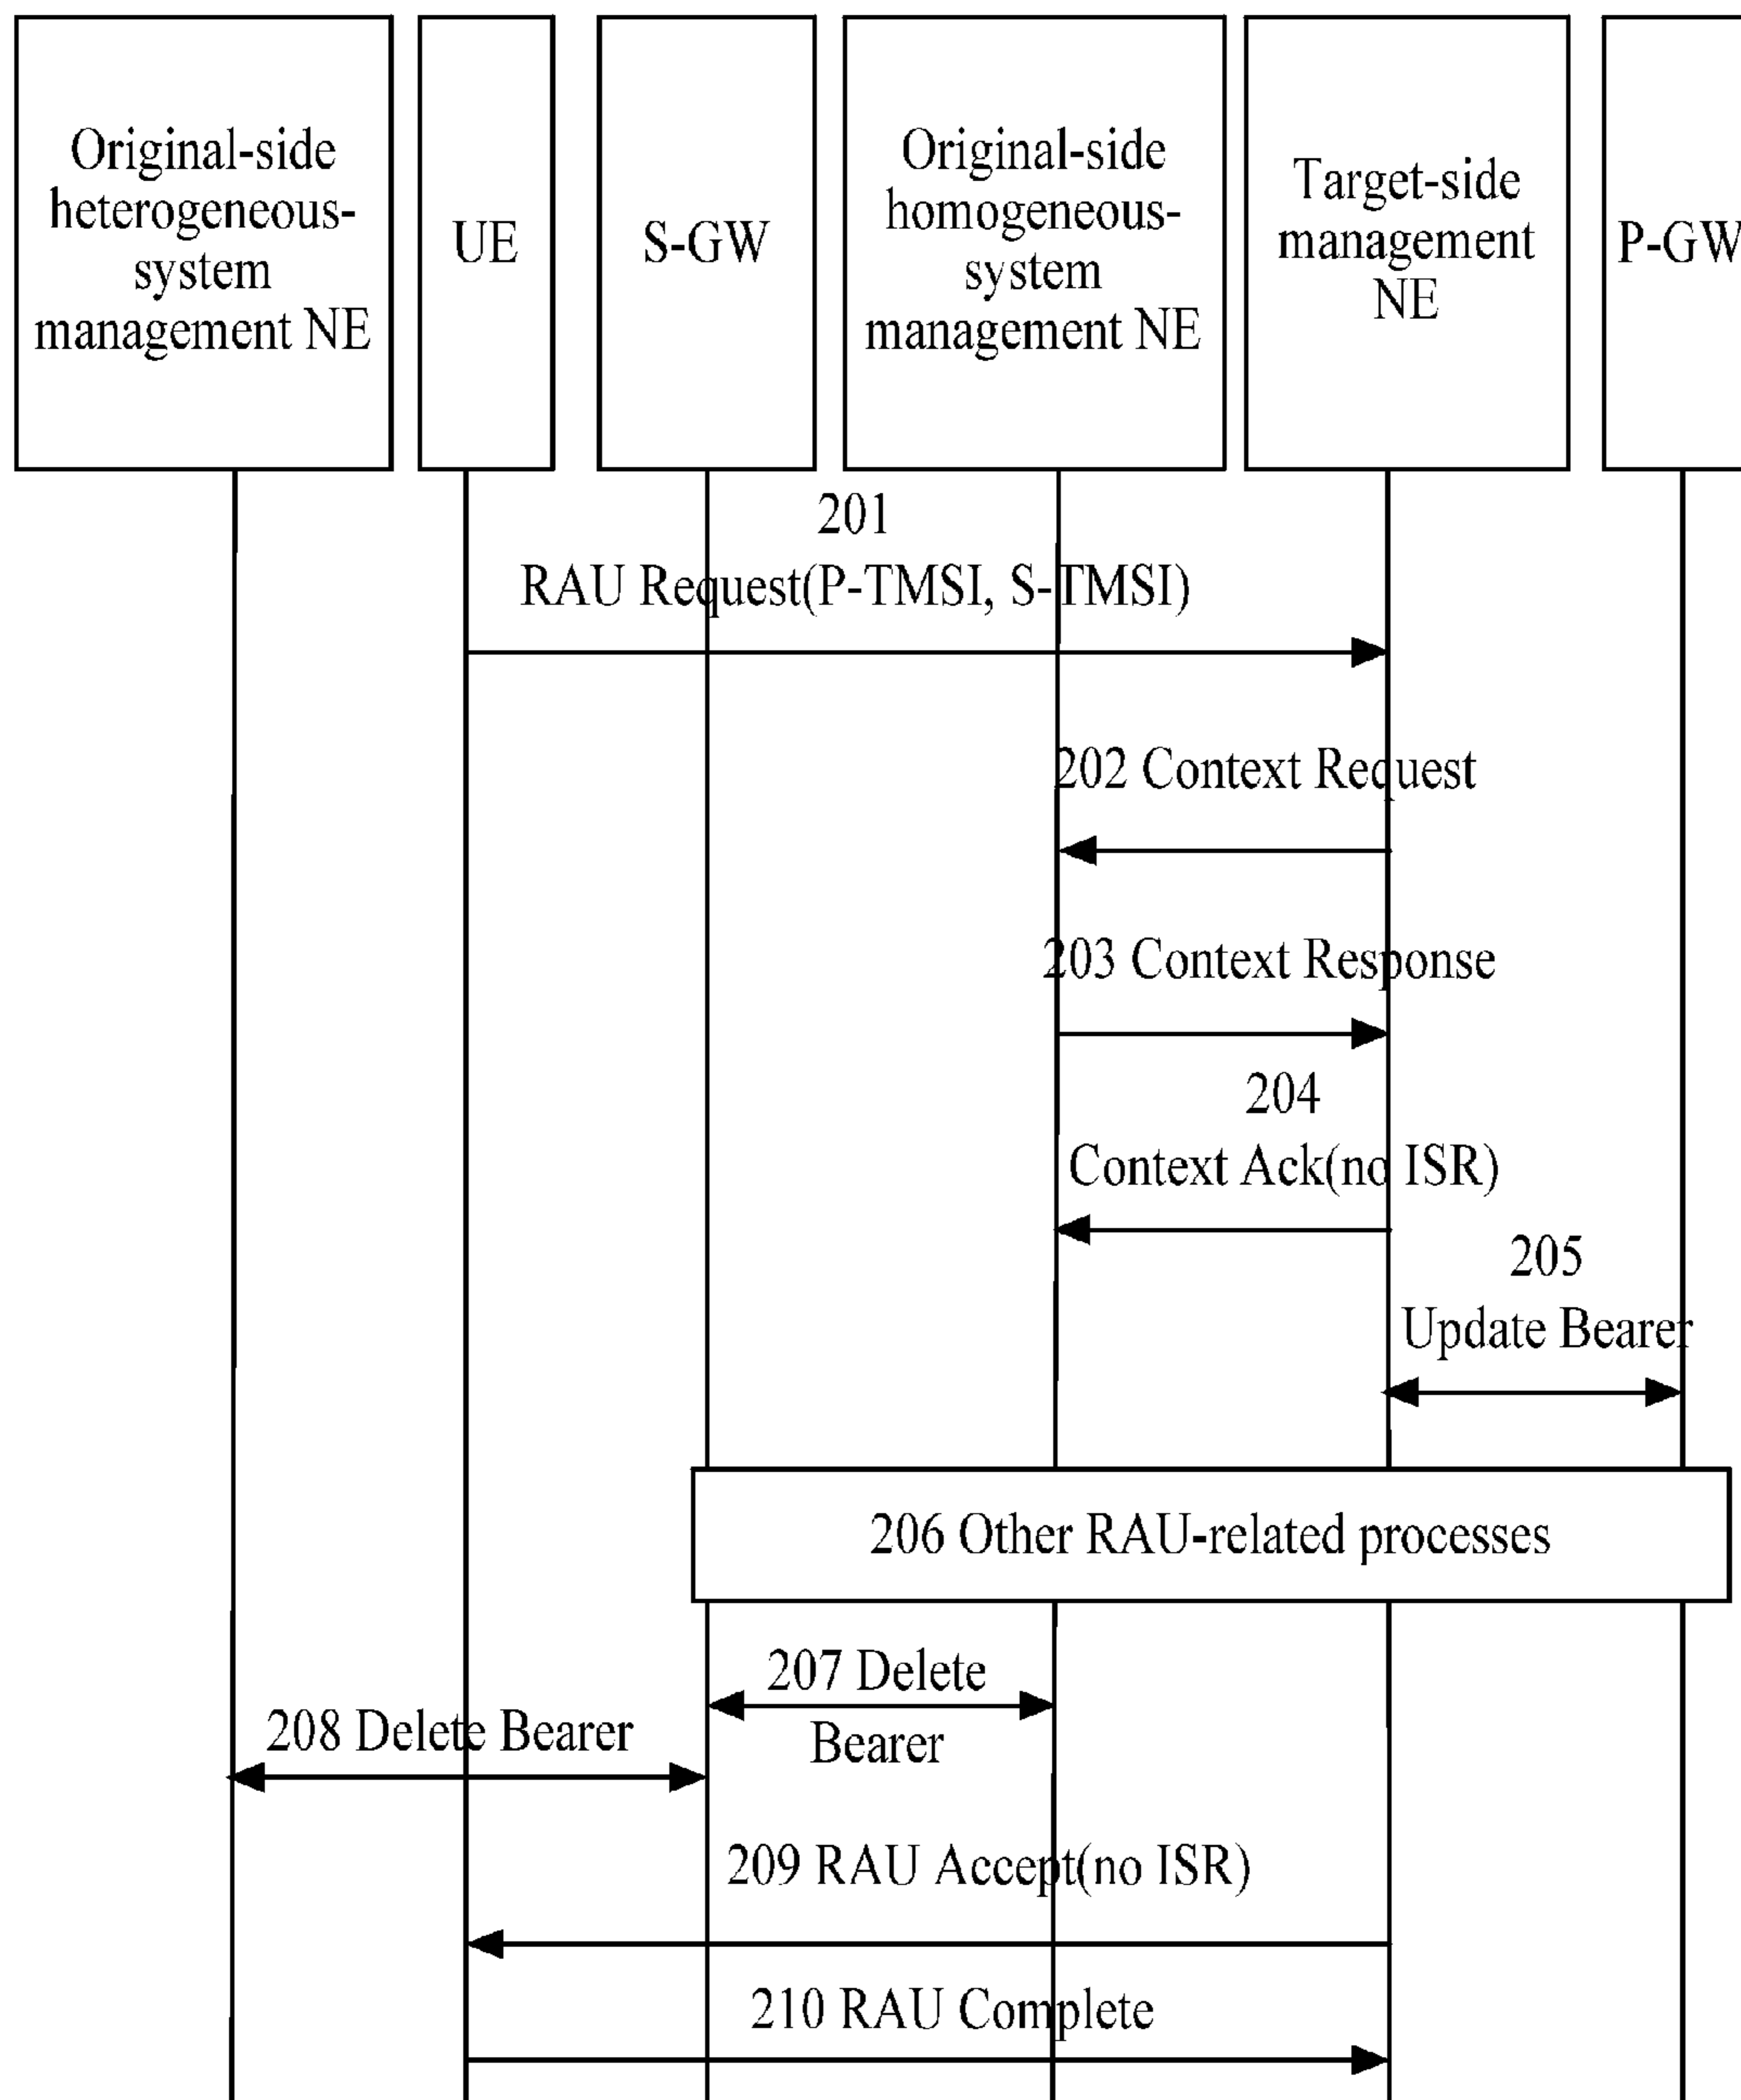 Original-side
heterogeneous-
system
management NE
UE
S-GW
Original-side
homogeneous-
system
management NE
Target-side
management
NE
P-GW
201
RAU Request(P-TMSI, S-TMSI)
202 Context Request
203 Context Response
204
Context Ack(no ISR)
205
Update Bearer
206 Other RAU-related processes
207 Delete
Bearer
208 Delete Bearer
209 RAU Accept(no ISR)
210 RAU Complete